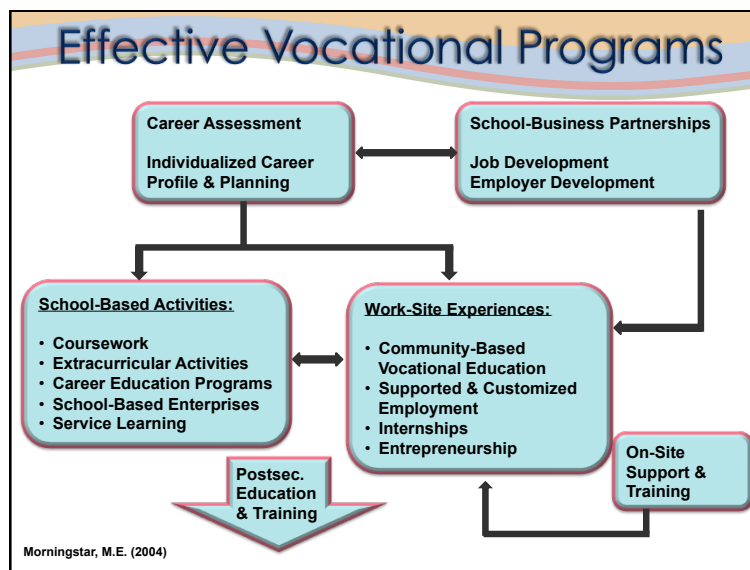 Effective Vocational Programs
Career Assessment
Individualized Career
Profile & Planning
School-Business Partnerships
Job Development
Employer Development
School-Based Activities:
• Coursework
• Extracurricular Activities
• Career Education Programs
• School-Based Enterprises
• Service Learning
Work-Site Experiences:
• Community-Based
Vocational Education
• Supported & Customized
Employment
• Internships
• Entrepreneurship
On-Site
Support &
Training
Postsec.
Education
& Training
Morningstar, M.E. (2004)